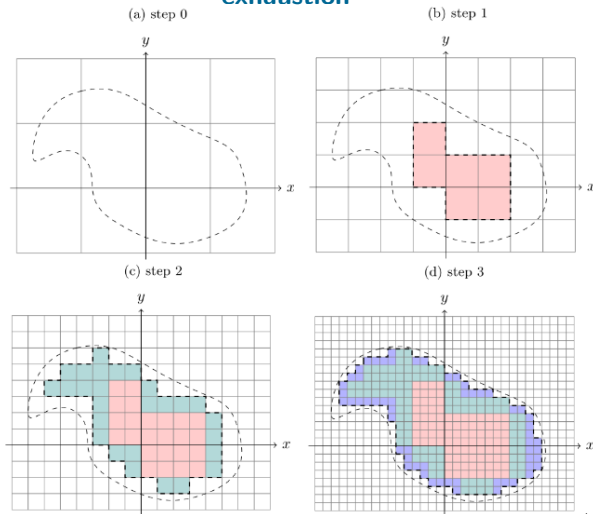 exhaustion
(a) step 0
(b) step 1
y
y
x
x
(c) step 2
(d) step 3
y
y
x
x